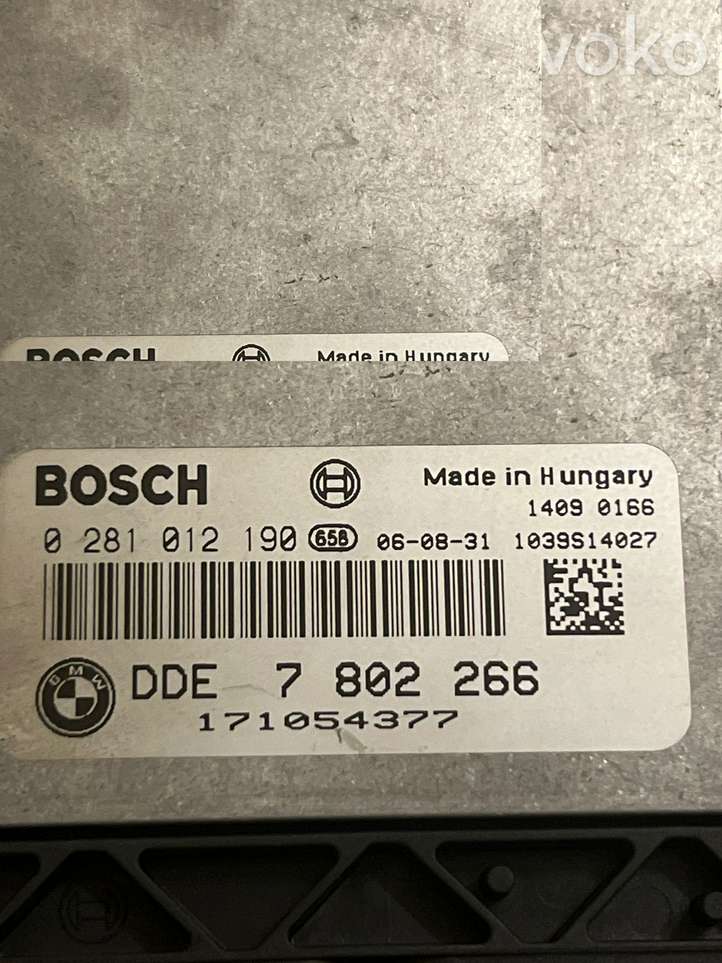 voko
BOSCH Made in Hungary
BOSCH Made in Hungary
1409 0166
0 281 012 190 658 06-08-31 1039S14027
BMW DDE 7 802 266
171054377